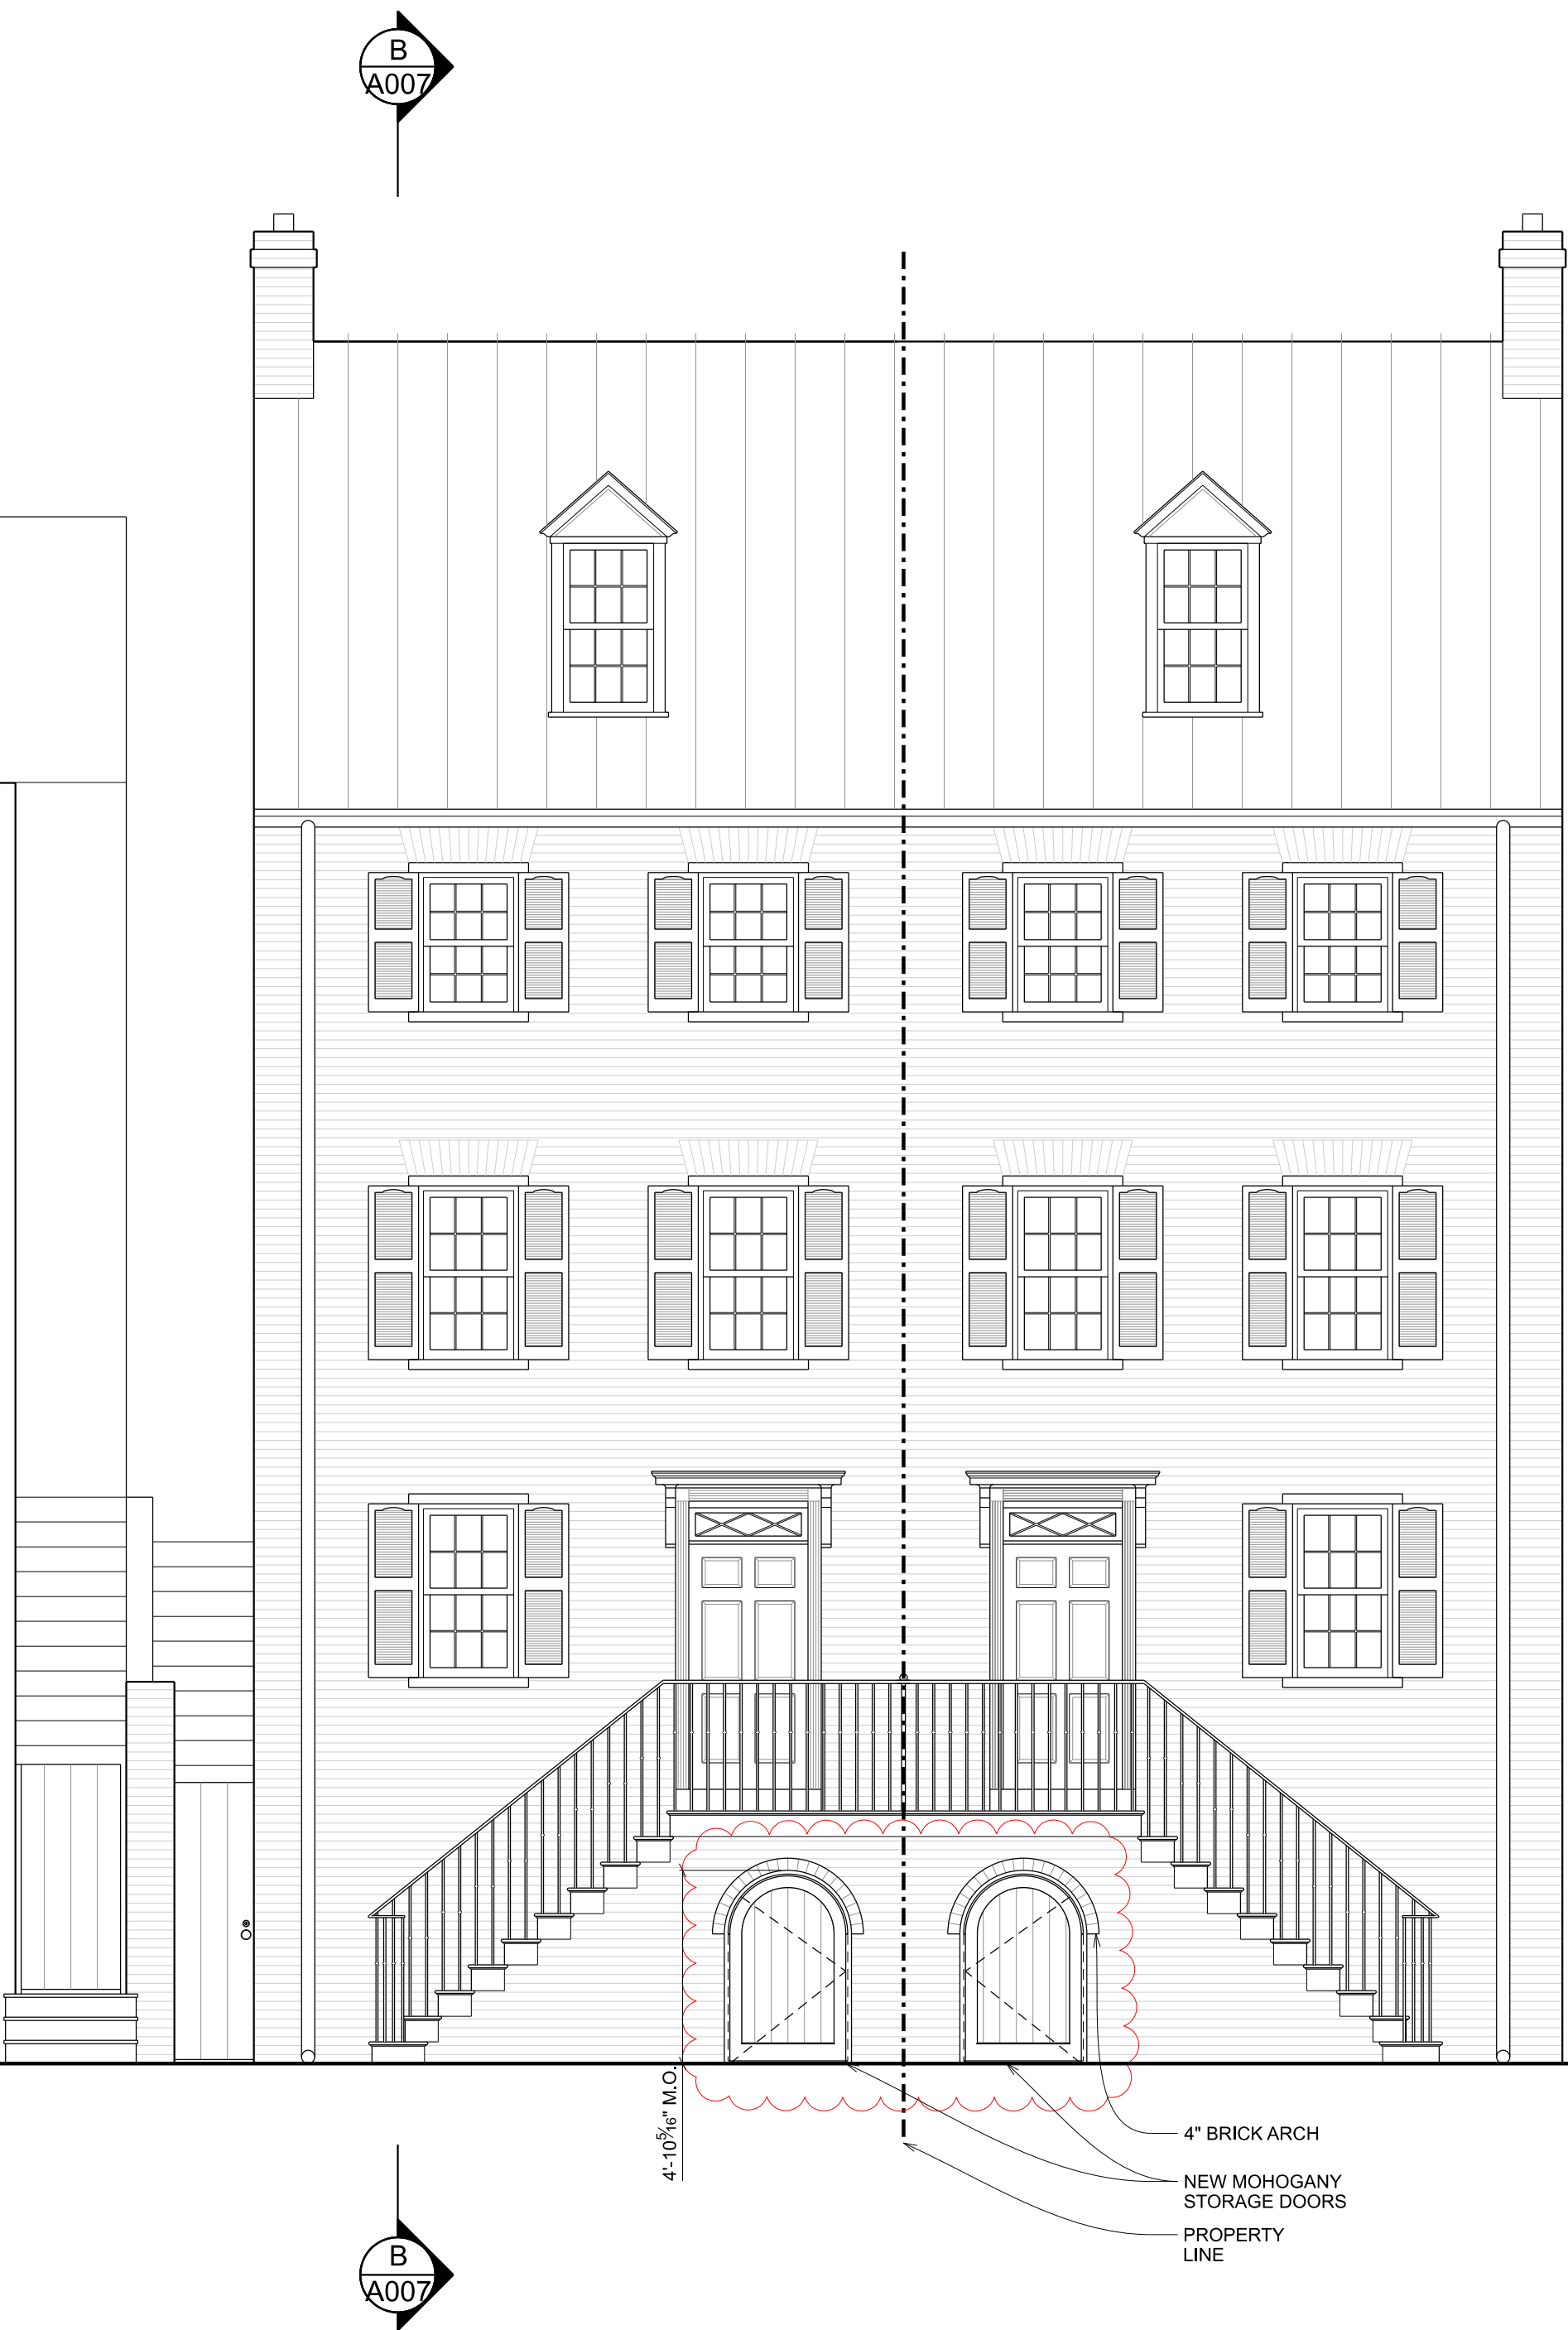 B
A007
4'-10 5⁄16" M.O.
4" BRICK ARCH
NEW MOHOGANY
STORAGE DOORS
PROPERTY
LINE
B
A007